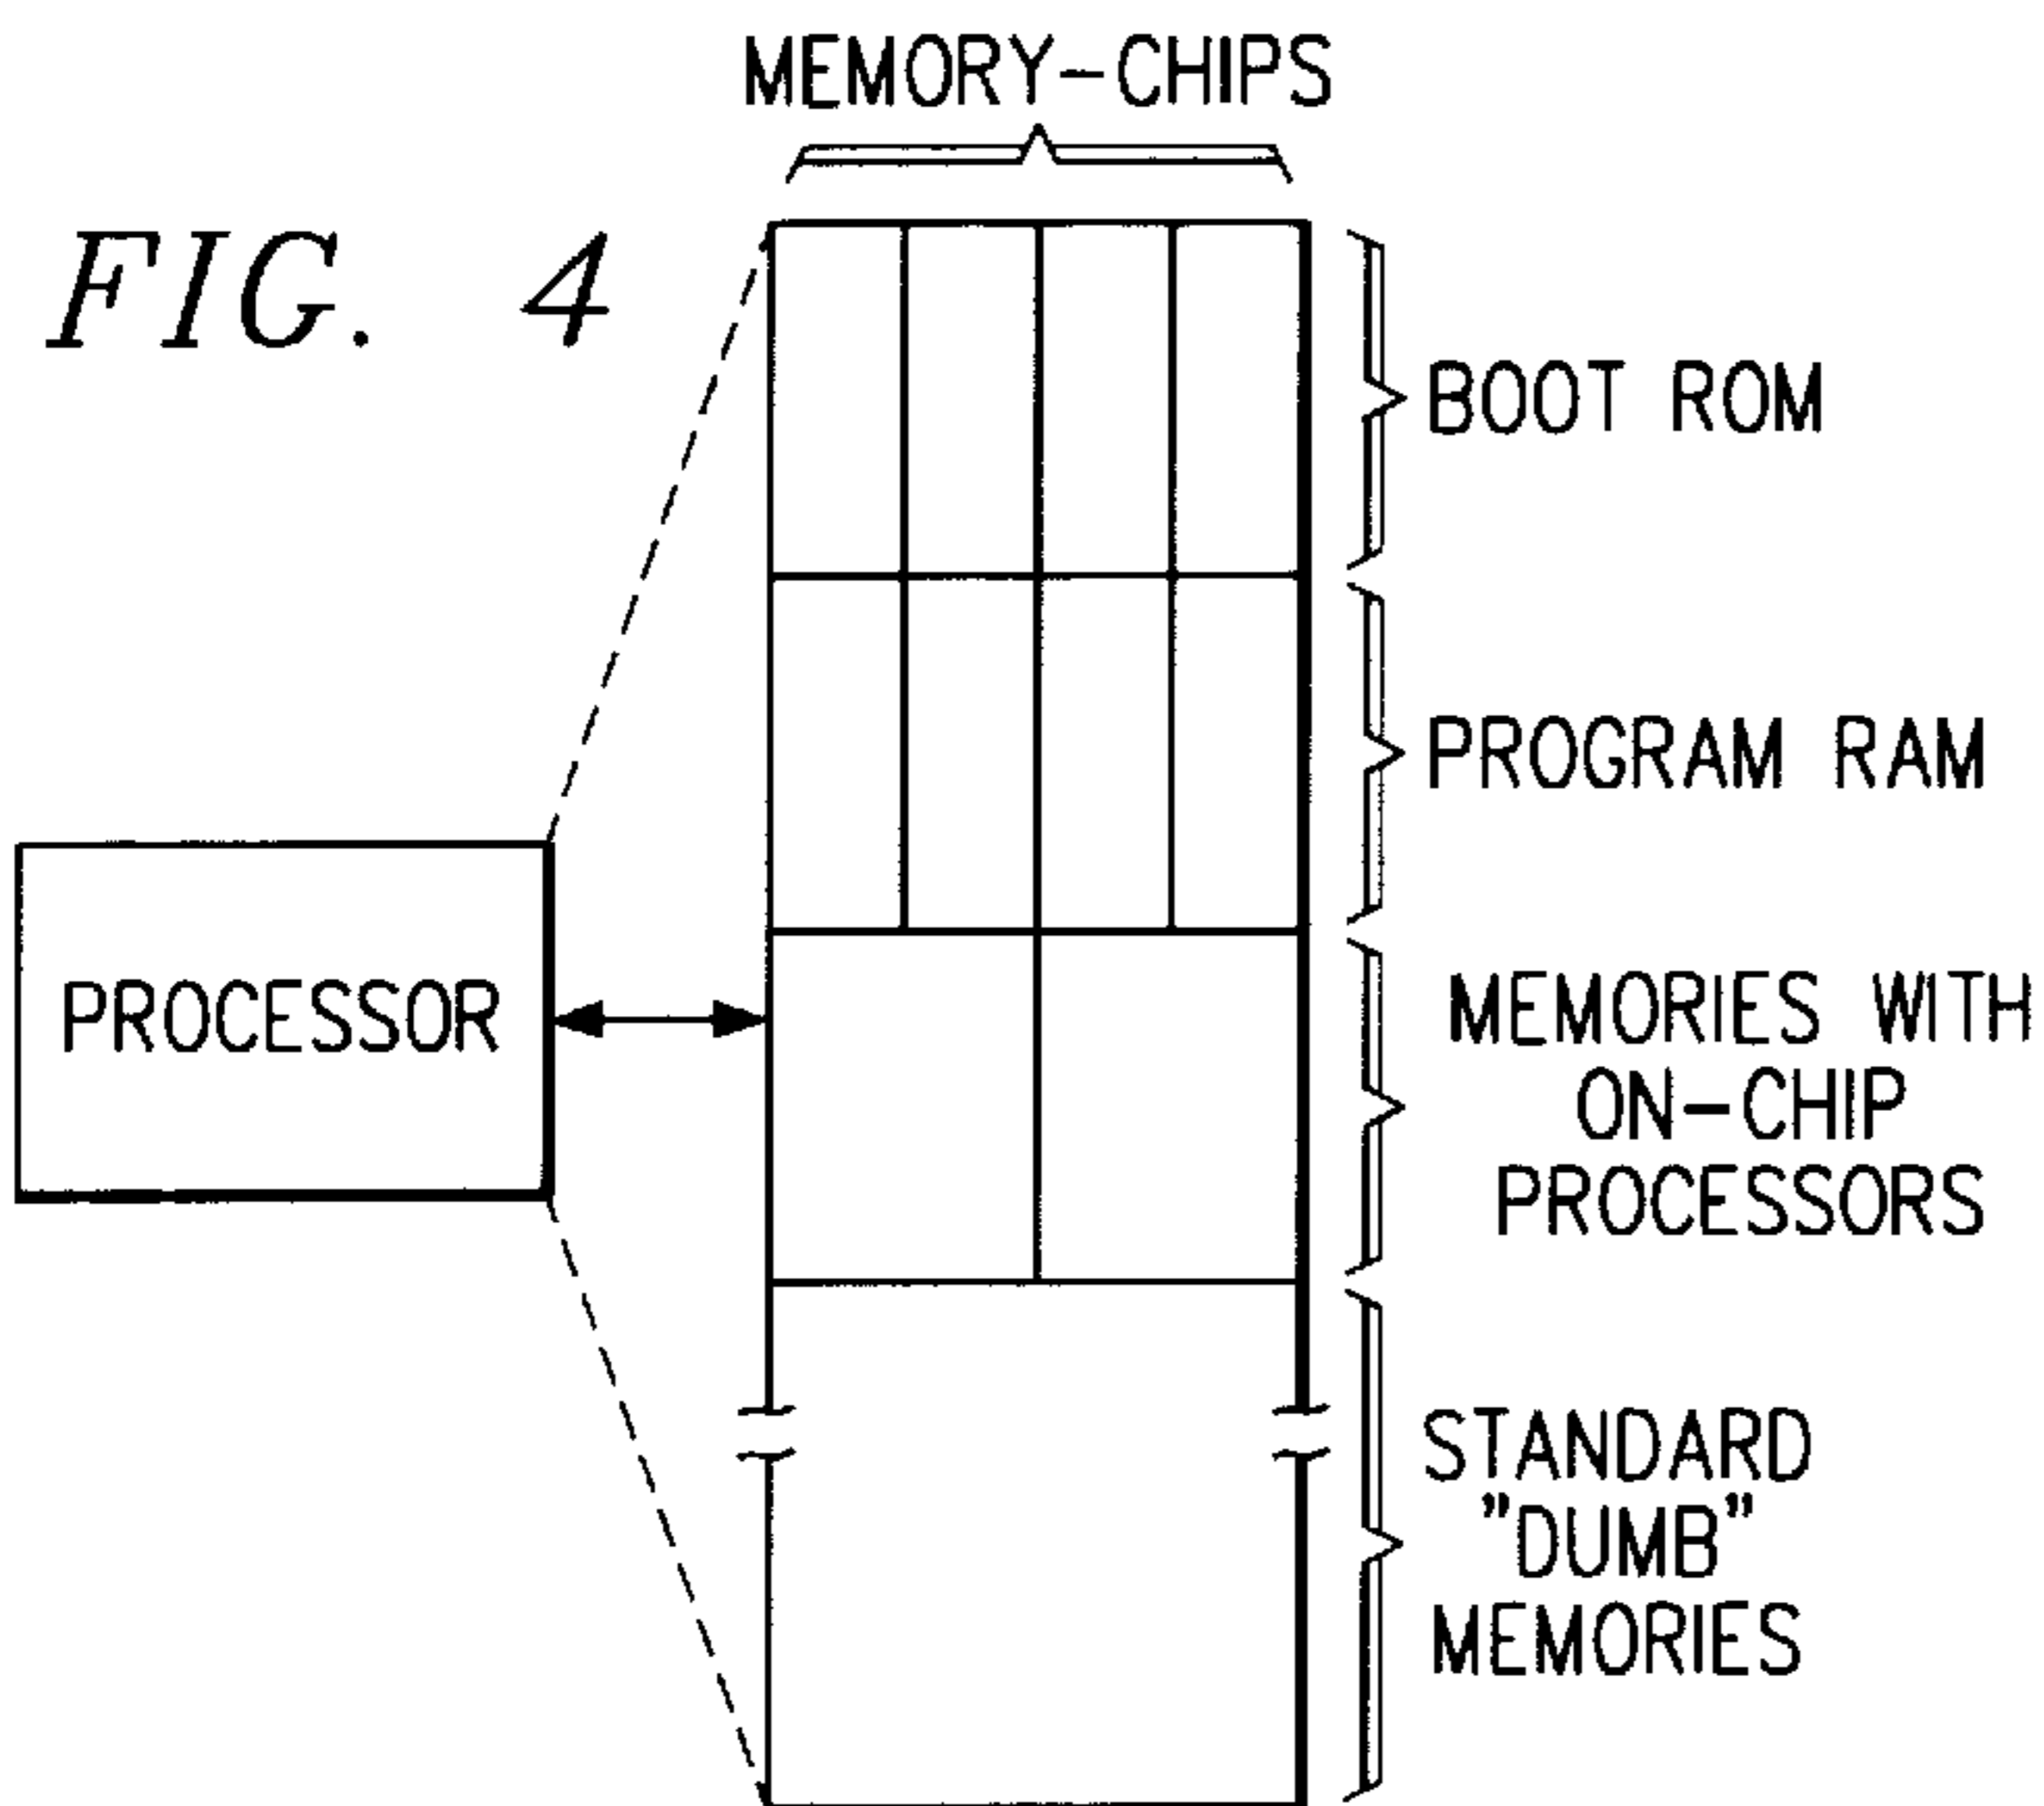 MEMORY-CHIPS
FIG. 4
BOOT ROM
PROGRAM RAM
PROCESSOR
MEMORIES WITH
ON-CHIP
PROCESSORS
STANDARD
"DUMB"
MEMORIES